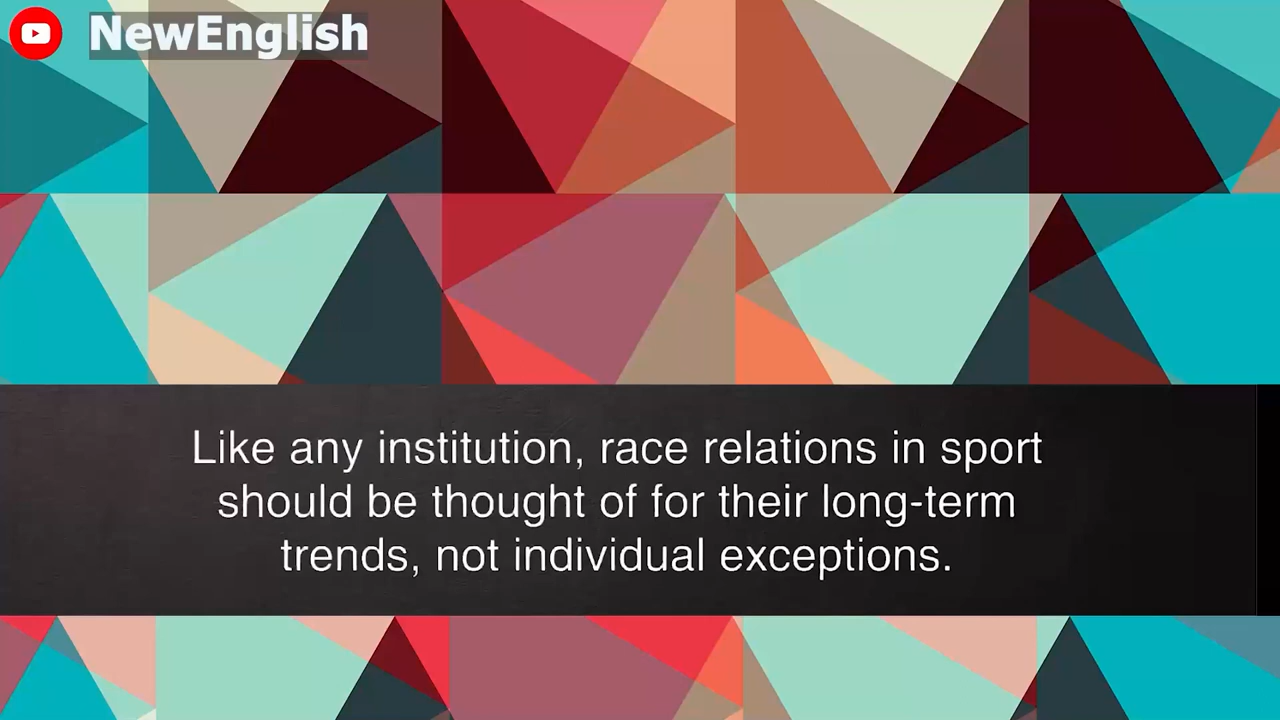 NewEnglish
Like any institution, race relations in sport
should be thought of for their long-term
trends, not individual exceptions.